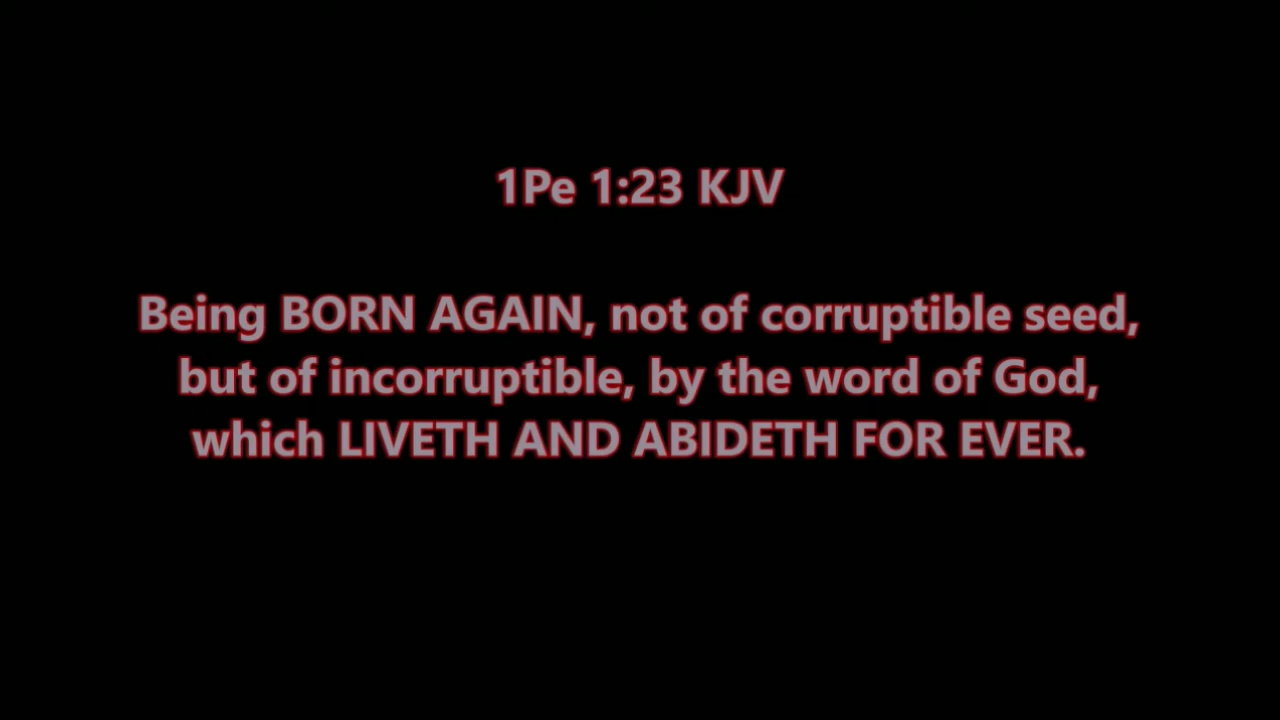 1Pe 1:23 KJV
Being BORN AGAIN, not of corruptible seed,
but of incorruptible, by the word of God,
which LIVETH AND ABIDETH FOR EVER.